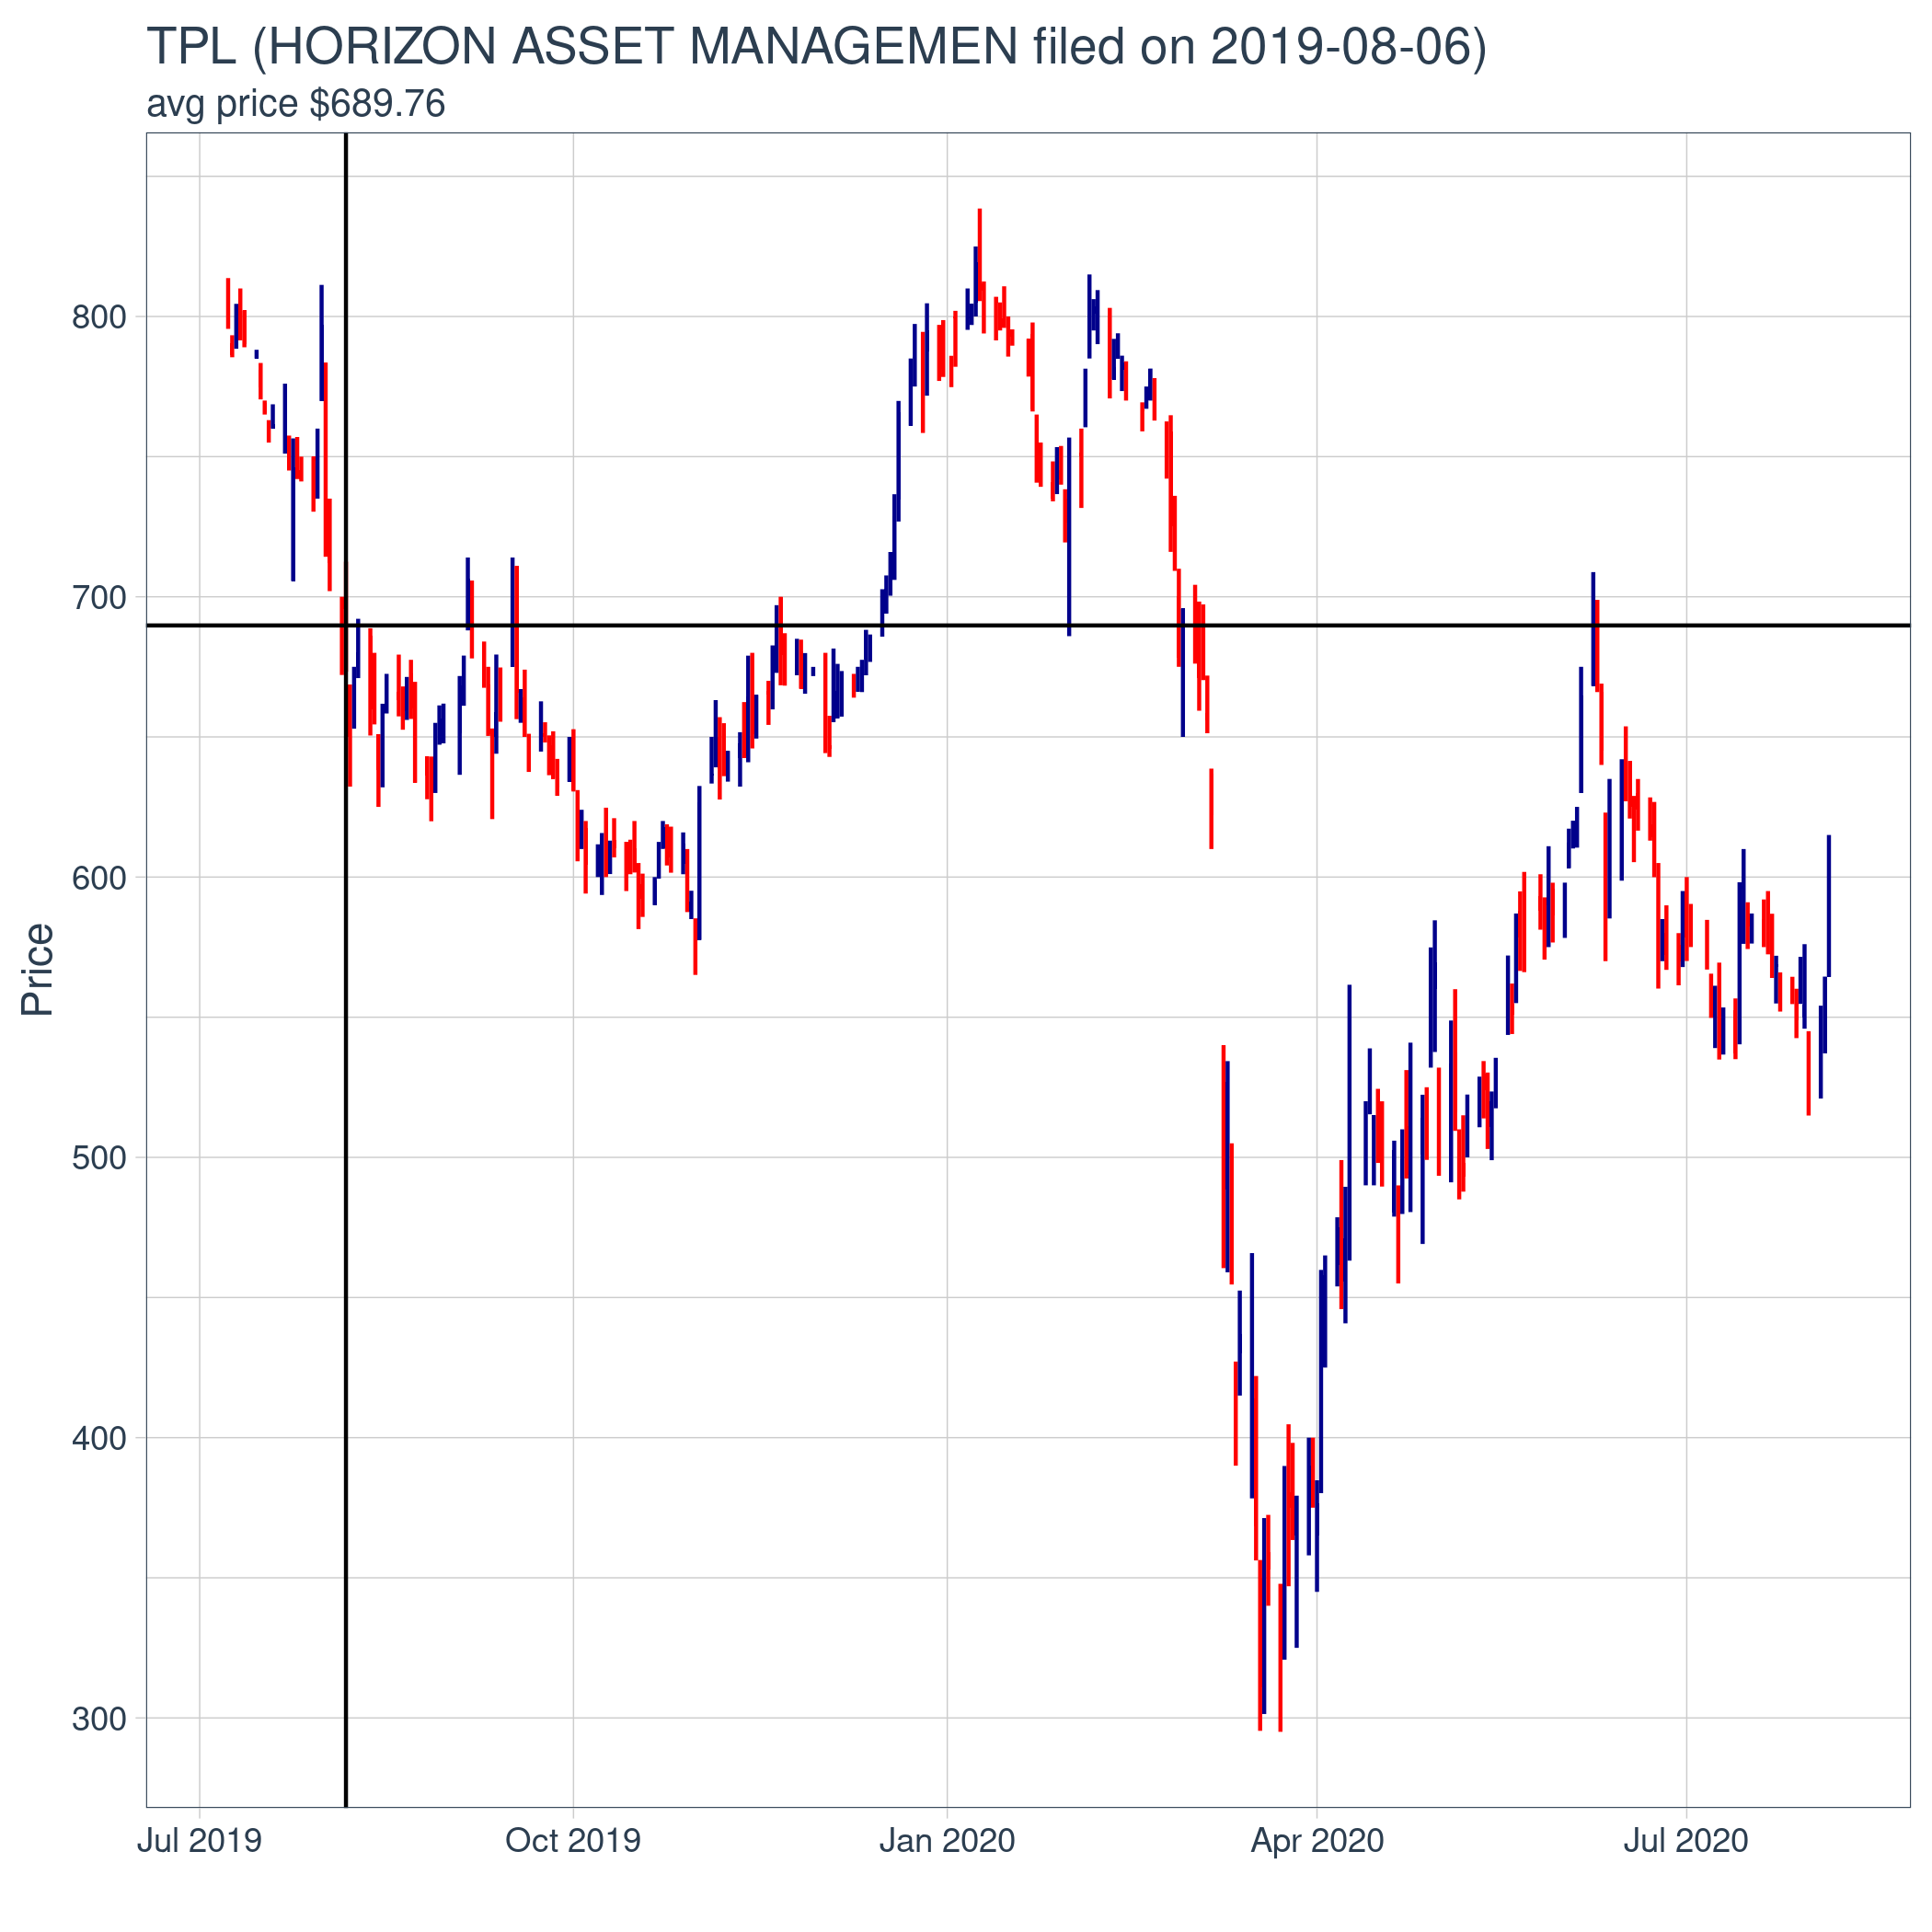 TPL (HORIZON ASSET MANAGEMEN filed on 2019-08-06)
avg price $689.76
Price
800
700
600
500
400
300
Jul 2019
Oct 2019
Jan 2020
Apr 2020
Jul 2020